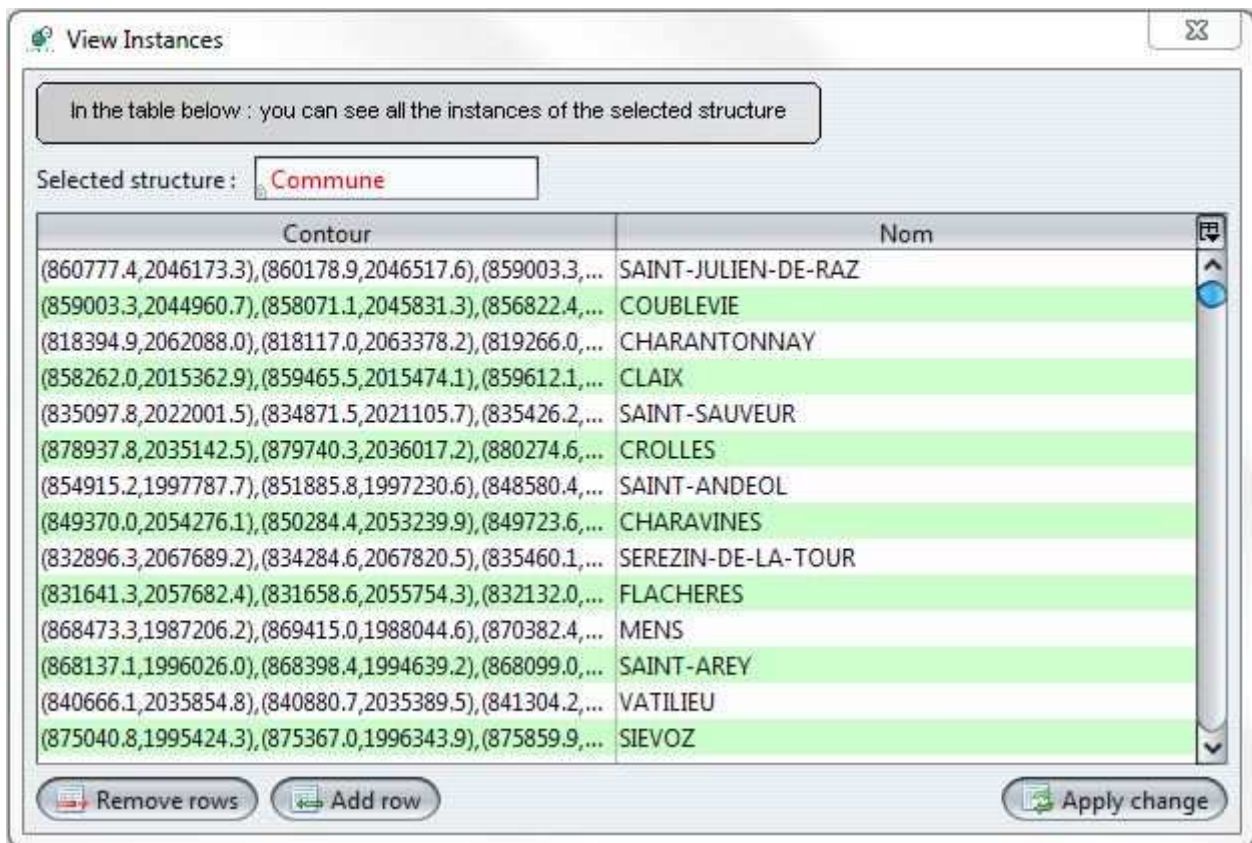 View Instances
In the table below : you can see all the instances of the selected structure
Selected structure : Commune
Contour Nom
(860777.4,2046173.3),(860178.9,2046517.6),(859003.3,... SAINT-JULIEN-DE-RAZ
(859003.3,2044960.7),(858071.1,2045831.3),(856822.4,... COUBLEVIE
(818394.9,2062088.0),(818117.0,2063378.2),(819266.0,... CHARANTONNAY
(858262.0,2015362.9),(859465.5,2015474.1),(859612.1,... CLAIX
(835097.8,2022001.5),(834871.5,2021105.7),(835426.2,... SAINT-SAUVEUR
(878937.8,2035142.5),(879740.3,2036017.2),(880274.6,... CROLLES
(854915.2,1997787.7),(851885.8,1997230.6),(848580.4,... SAINT-ANDEOL
(849370.0,2054276.1),(850284.4,2053239.9),(849723.6,... CHARAVINES
(832896.3,2067689.2),(834284.6,2067820.5),(835460.1,... SEREZIN-DE-LA-TOUR
(831641.3,2057682.4),(831658.6,2055754.3),(832132.0,... FLACHERES
(868473.3,1987206.2),(869415.0,1988044.6),(870382.4,... MENS
(868137.1,1996026.0),(868398.4,1994639.2),(868099.0,... SAINT-AREY
(840666.1,2035854.8),(840880.7,2035389.5),(841304.2,... VATILIEU
(875040.8,1995424.3),(875367.0,1996343.9),(875859.9,... SIEVOZ
Remove rows Add row Apply change